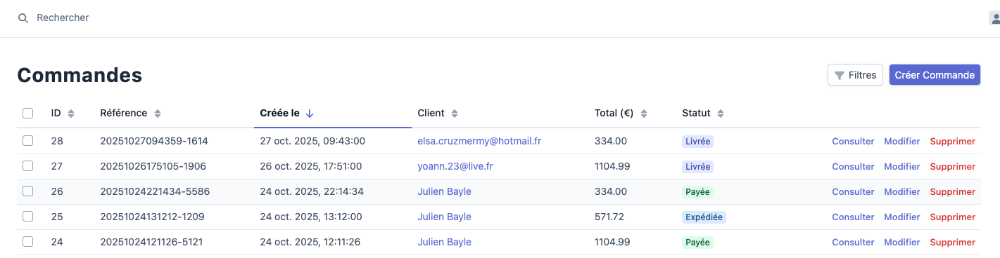 Rechercher
Commandes
Filtres Créer Commande
ID Référence Créée le Client Total (€) Statut
28 20251027094359-1614 27 oct. 2025, 09:43:00 elsa.cruzmermy@hotmail.fr 334.00 Livrée Consulter Modifier Supprimer
27 20251026175105-1906 26 oct. 2025, 17:51:00 yoann.23@live.fr 1104.99 Livrée Consulter Modifier Supprimer
26 20251024221434-5586 24 oct. 2025, 22:14:34 Julien Bayle 334.00 Payée Consulter Modifier Supprimer
25 20251024131212-1209 24 oct. 2025, 13:12:00 Julien Bayle 571.72 Expédiée Consulter Modifier Supprimer
24 20251024121126-5121 24 oct. 2025, 12:11:26 Julien Bayle 1104.99 Payée Consulter Modifier Supprimer